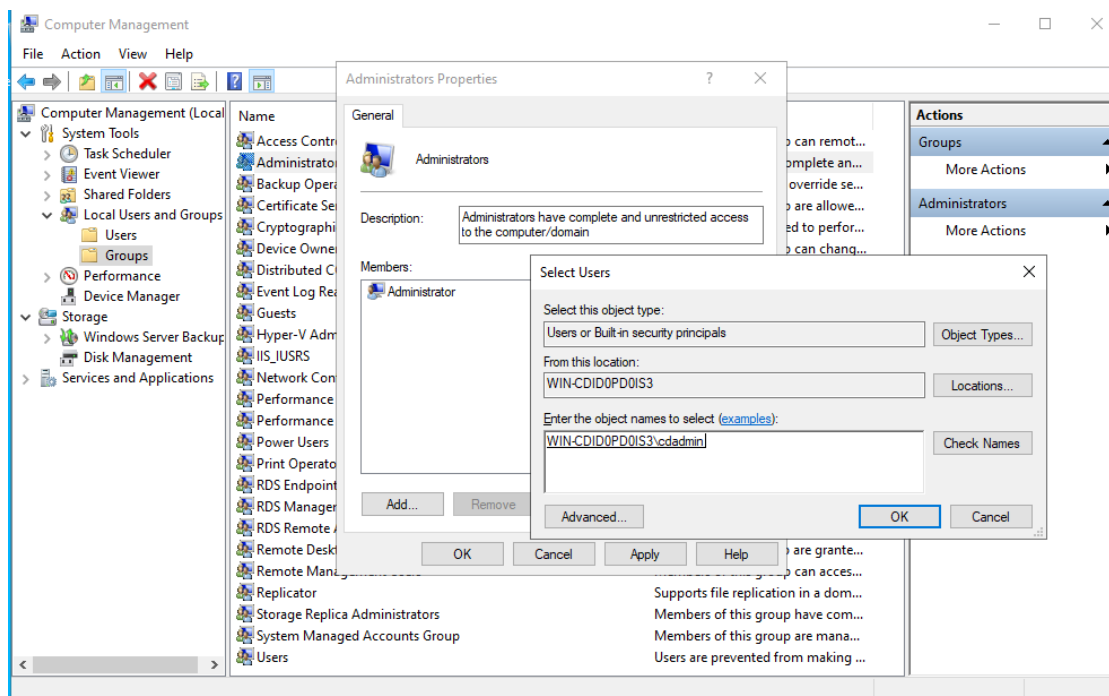 Computer Management
File Action View Help
Computer Management (Local
System Tools
Task Scheduler
Event Viewer
Shared Folders
Local Users and Groups
Users
Groups
Performance
Device Manager
Storage
Windows Server Backup
Disk Management
Services and Applications
Name
Access Contr
Administrato
Backup Opera
Certificate Se
Cryptographi
Device Owne
Distributed C
Event Log Rea
Guests
Hyper-V Adm
IIS_IUSRS
Network Con
Performance
Performance
Power Users
Print Operato
RDS Endpoint
RDS Manager
RDS Remote
Remote Deskt
Remote Management Users
Replicator
Storage Replica Administrators
System Managed Accounts Group
Users
can remot...
omplete an...
override se...
are allowe...
ed to perfor...
can chang...
are grante...
Members of this group can acces...
Supports file replication in a dom...
Members of this group have com...
Members of this group are mana...
Users are prevented from making ...
Administrators Properties
?
General
Administrators
Description:
Administrators have complete and unrestricted access
to the computer/domain
Members:
Administrator
Add... Remove
OK Cancel Apply Help
Select Users
Select this object type:
Users or Built-in security principals
Object Types...
From this location:
WIN-CDID0PD0IS3
Locations...
Enter the object names to select (examples):
WIN-CDID0PD0IS3\cdadmin
Check Names
Advanced... OK Cancel
Actions
Groups
More Actions
Administrators
More Actions